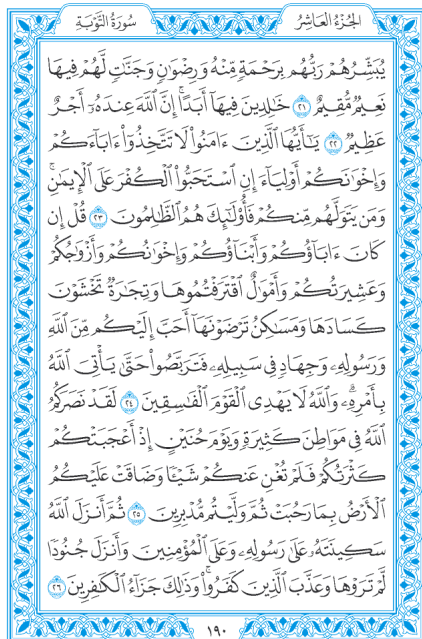 الجزء العاشر
سورة التوبة
يُبَشِّرُهُمْ رَبُّهُم بِرَحْمَةٍ مِّنْهُ وَرِضْوَٰنٍ وَجَنَّٰتٍ لَّهُمْ فِيهَا
نَعِيمٌ مُّقِيمٌ ٢١ خَٰلِدِينَ فِيهَآ أَبَدًا ۚ إِنَّ ٱللَّهَ عِندَهُۥٓ أَجْرٌ
عَظِيمٌ ٢٢ يَٰٓأَيُّهَا ٱلَّذِينَ ءَامَنُوا۟ لَا تَتَّخِذُوٓا۟ ءَابَآءَكُمْ
وَإِخْوَٰنَكُمْ أَوْلِيَآءَ إِنِ ٱسْتَحَبُّوا۟ ٱلْكُفْرَ عَلَى ٱلْإِيمَٰنِ ۚ
وَمَن يَتَوَلَّهُم مِّنكُمْ فَأُو۟لَٰٓئِكَ هُمُ ٱلظَّٰلِمُونَ ٢٣ قُلْ إِن
كَانَ ءَابَآؤُكُمْ وَأَبْنَآؤُكُمْ وَإِخْوَٰنُكُمْ وَأَزْوَٰجُكُمْ
وَعَشِيرَتُكُمْ وَأَمْوَٰلٌ ٱقْتَرَفْتُمُوهَا وَتِجَٰرَةٌ تَخْشَوْنَ
كَسَادَهَا وَمَسَٰكِنُ تَرْضَوْنَهَآ أَحَبَّ إِلَيْكُم مِّنَ ٱللَّهِ
وَرَسُولِهِۦ وَجِهَادٍ فِى سَبِيلِهِۦ فَتَرَبَّصُوا۟ حَتَّىٰ يَأْتِىَ ٱللَّهُ
بِأَمْرِهِۦ ۗ وَٱللَّهُ لَا يَهْدِى ٱلْقَوْمَ ٱلْفَٰسِقِينَ ٢٤ لَقَدْ نَصَرَكُمُ
ٱللَّهُ فِى مَوَاطِنَ كَثِيرَةٍ ۙ وَيَوْمَ حُنَيْنٍ ۙ إِذْ أَعْجَبَتْكُمْ
كَثْرَتُكُمْ فَلَمْ تُغْنِ عَنكُمْ شَيْـًٔا وَضَاقَتْ عَلَيْكُمُ
ٱلْأَرْضُ بِمَا رَحُبَتْ ثُمَّ وَلَّيْتُم مُّدْبِرِينَ ٢٥ ثُمَّ أَنزَلَ ٱللَّهُ
سَكِينَتَهُۥ عَلَىٰ رَسُولِهِۦ وَعَلَى ٱلْمُؤْمِنِينَ وَأَنزَلَ جُنُودًا
لَّمْ تَرَوْهَا وَعَذَّبَ ٱلَّذِينَ كَفَرُوا۟ ۚ وَذَٰلِكَ جَزَآءُ ٱلْكَٰفِرِينَ ٢٦
١٩٠